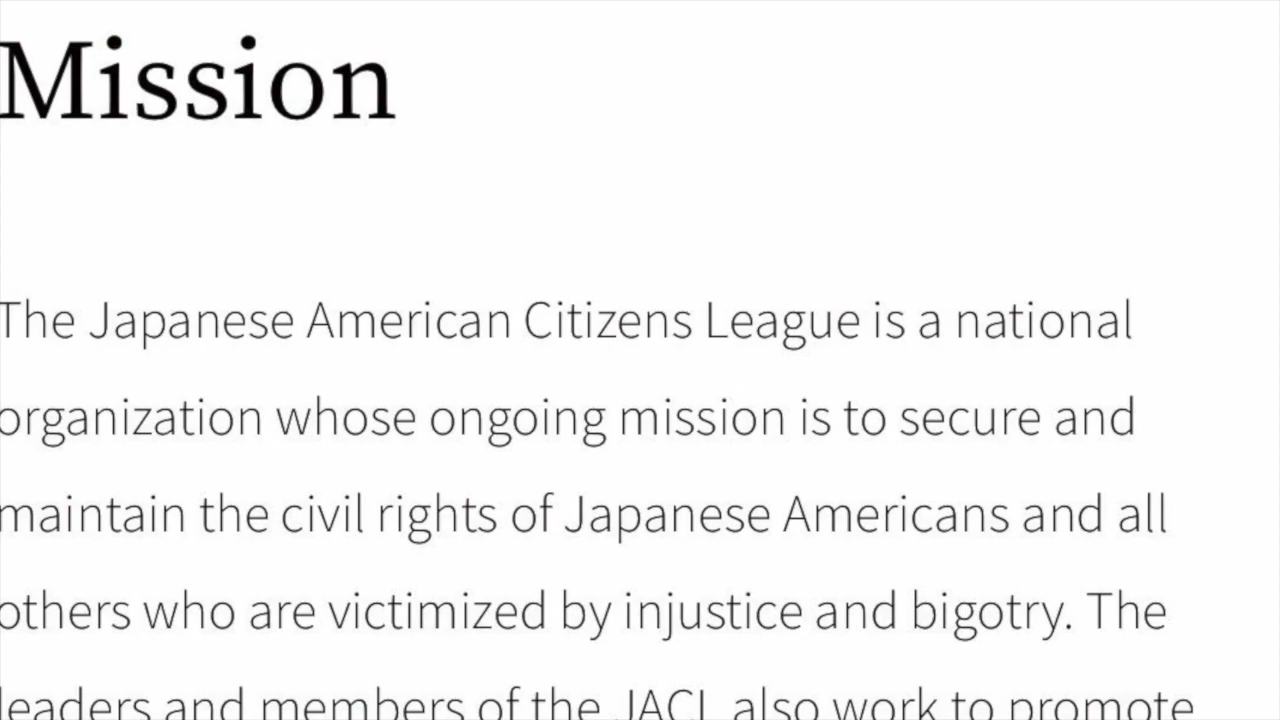 Mission
The Japanese American Citizens League is a national
organization whose ongoing mission is to secure and
maintain the civil rights of Japanese Americans and all
others who are victimized by injustice and bigotry. The
leaders and members of the JACL also work to promote